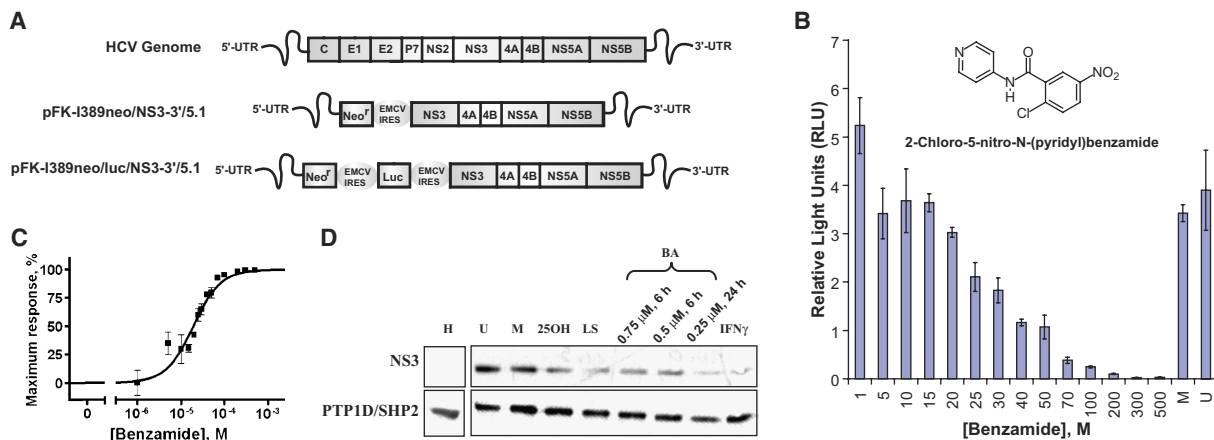 A
HCV Genome
5'-UTR
C E1 E2 P7 NS2 NS3 4A 4B NS5A NS5B
3'-UTR
pFK-I389neo/NS3-3'/5.1
5'-UTR
Neor EMCV IRES NS3 4A 4B NS5A NS5B
3'-UTR
pFK-I389neo/luc/NS3-3'/5.1
5'-UTR
Neor EMCV IRES Luc EMCV IRES NS3 4A 4B NS5A NS5B
3'-UTR
B
Relative Light Units (RLU)
7
6
5
4
3
2
1
0
N
O
N
H
Cl
NO2
2-Chloro-5-nitro-N-(pyridyl)benzamide
1 5 10 15 20 25 30 40 50 70 100 200 300 500 M U
[Benzamide], M
C
Maximum response, %
100
75
50
25
0
0 10-6 10-5 10-4 10-3
[Benzamide], M
D
BA
H U M 25OH LS 0.75 μM, 6 h 0.5 μM, 6 h 0.25 μM, 24 h IFNγ
NS3
PTP1D/SHP2